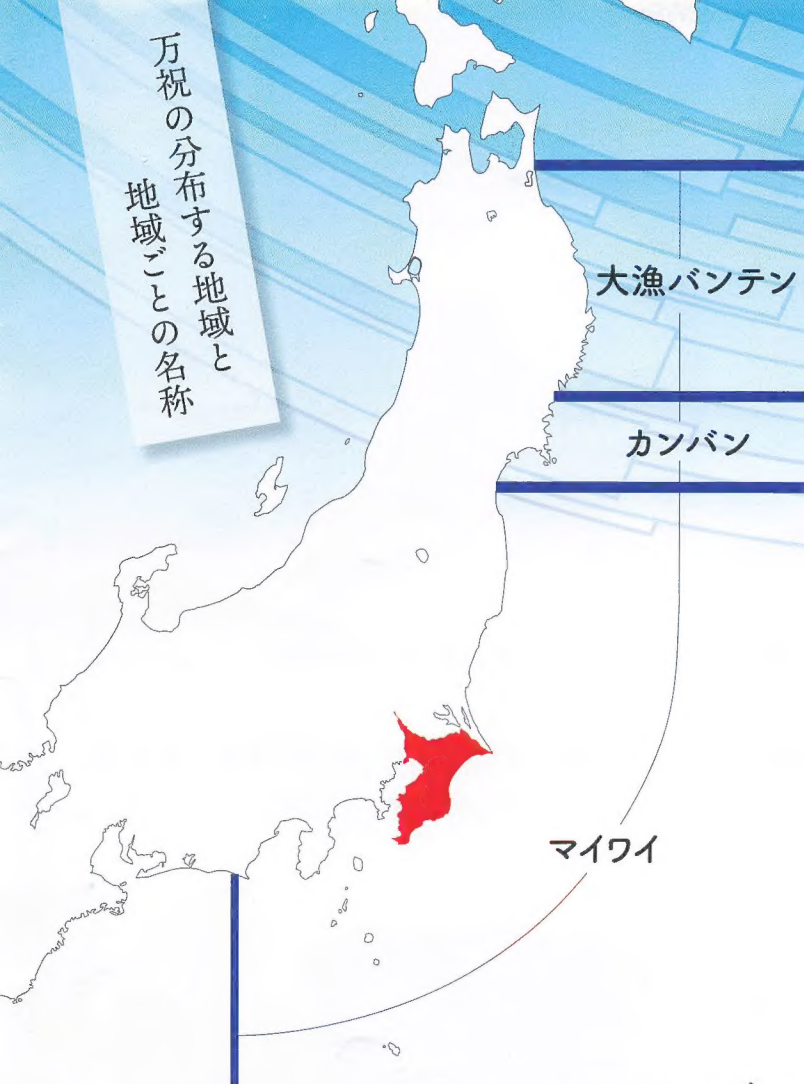 万祝の分布する地域と
地域ごとの名称
大漁バンテン
カンバン
マイワイ